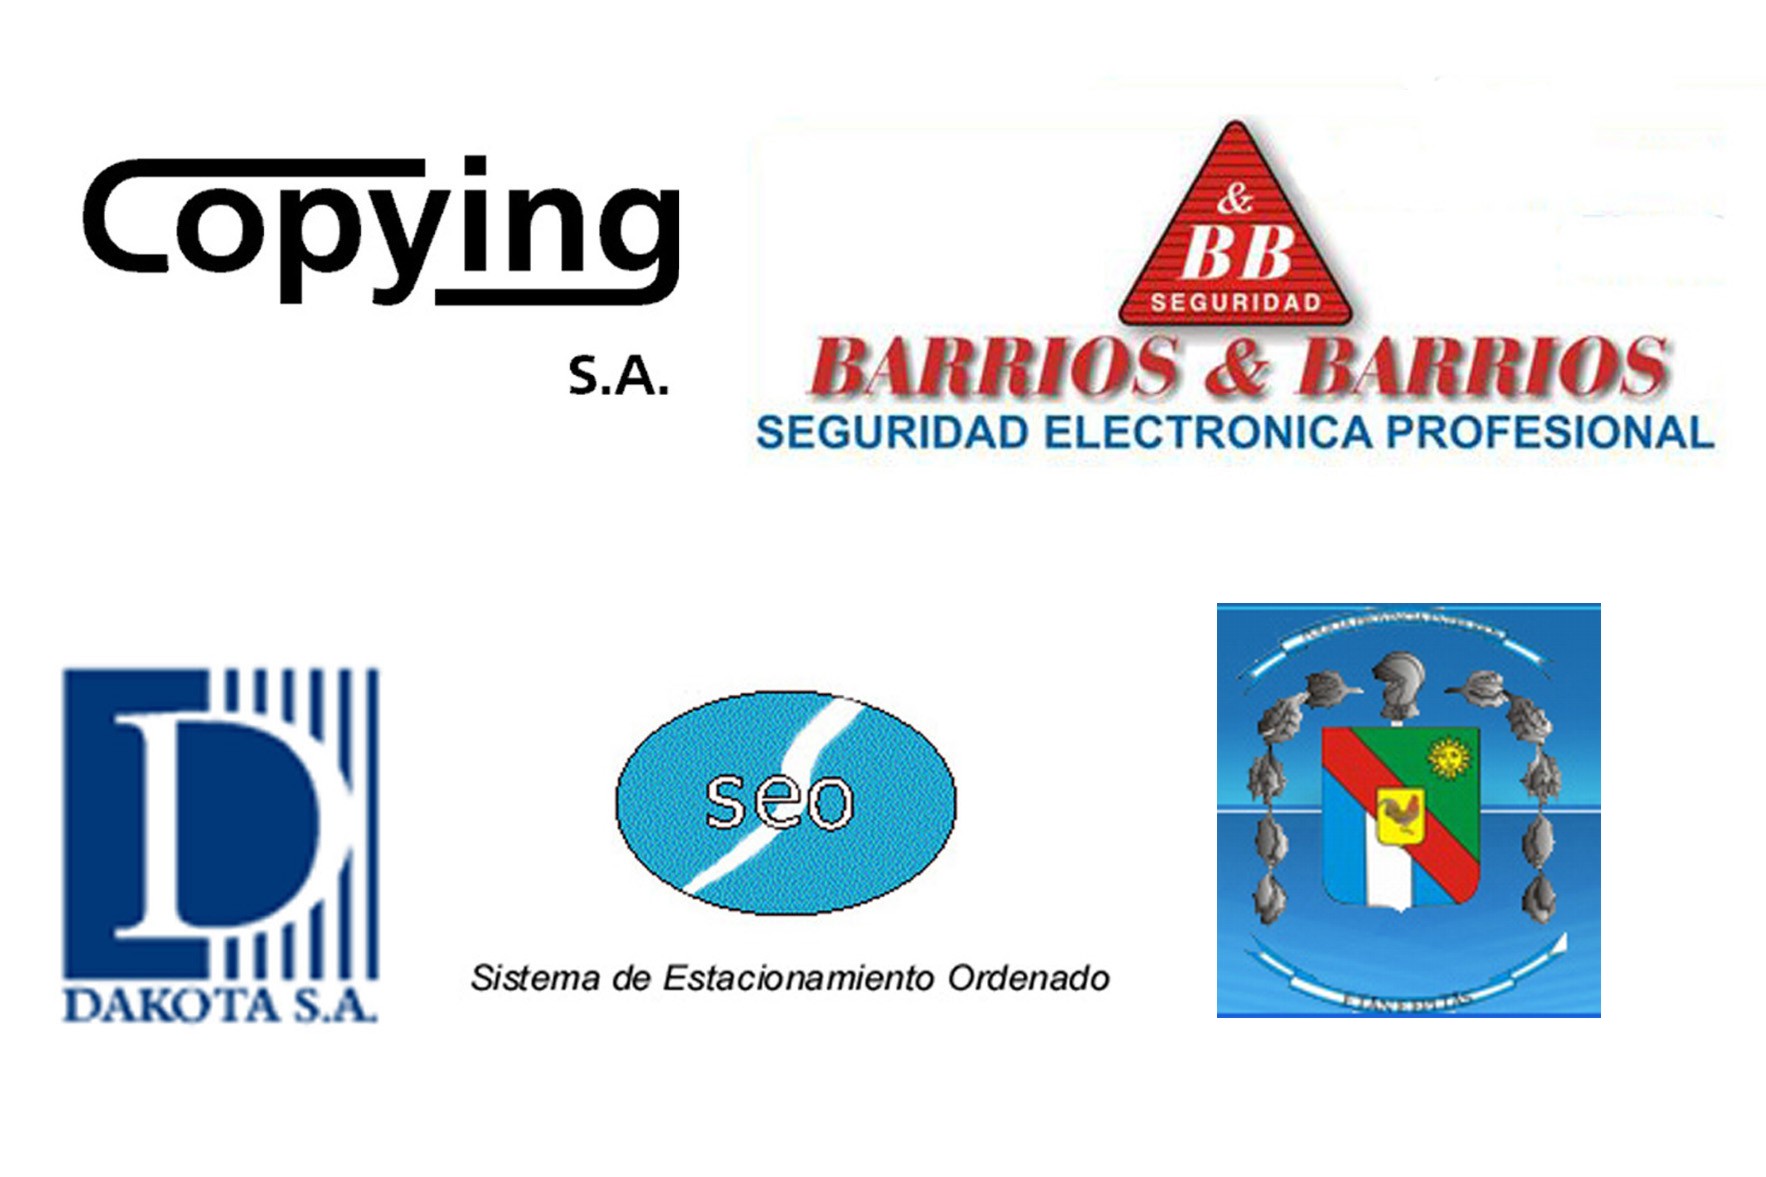 Copying
S.A.
&
BB
SEGURIDAD
BARRIOS & BARRIOS
SEGURIDAD ELECTRONICA PROFESIONAL
DAKOTA S.A.
seo
Sistema de Estacionamiento Ordenado